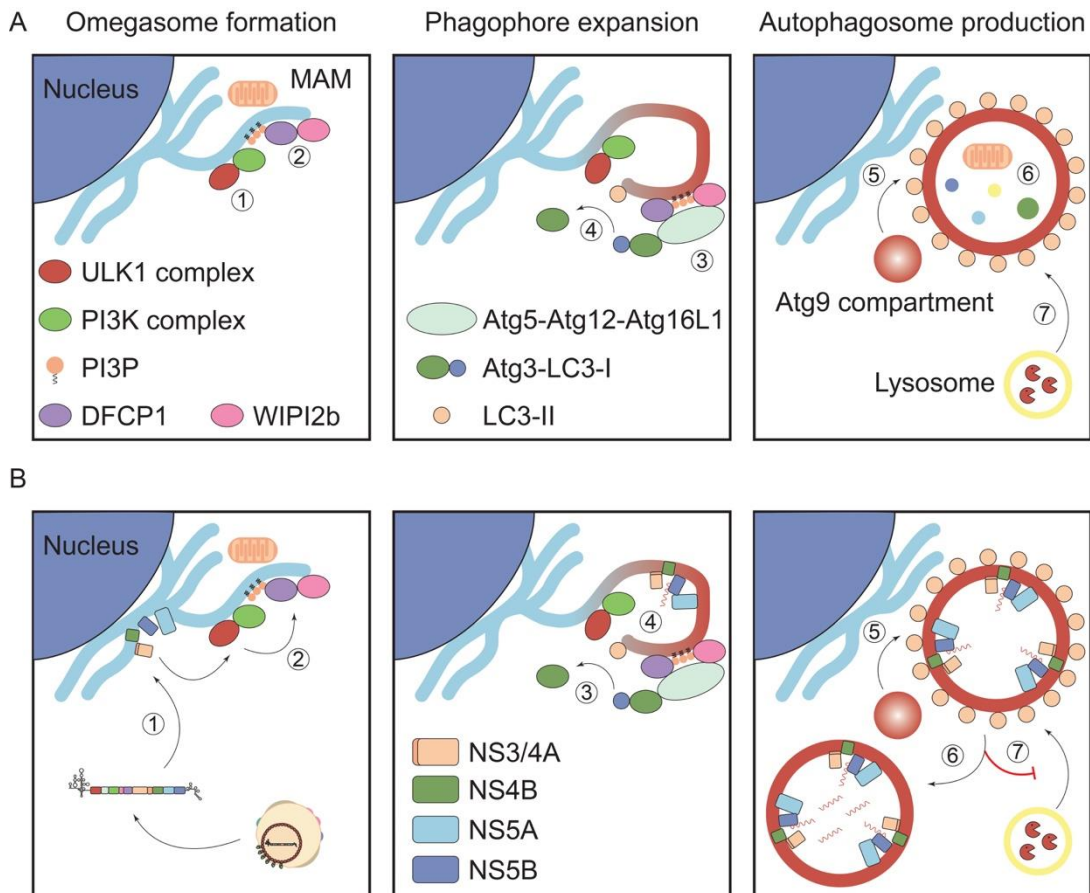 A
Omegasome formation
Phagophore expansion
Autophagosome production
Nucleus
MAM
①
②
ULK1 complex
PI3K complex
PI3P
DFCP1
WIPI2b
④
③
Atg5-Atg12-Atg16L1
Atg3-LC3-I
LC3-II
⑤
⑥
Atg9 compartment
⑦
Lysosome
B
Nucleus
②
①
④
③
NS3/4A
NS4B
NS5A
NS5B
⑤
⑥
⑦